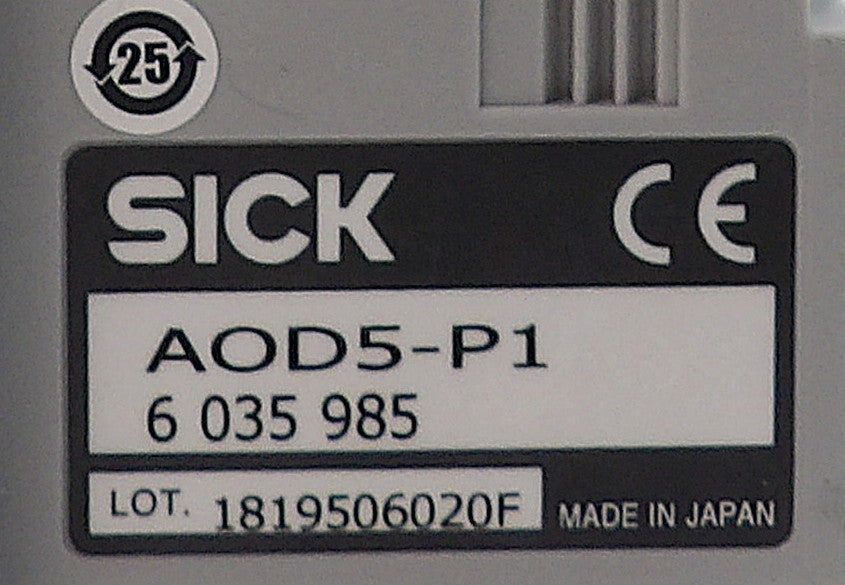 25
SICK CE
AOD5-P1
6 035 985
LOT. 1819506020F
MADE IN JAPAN